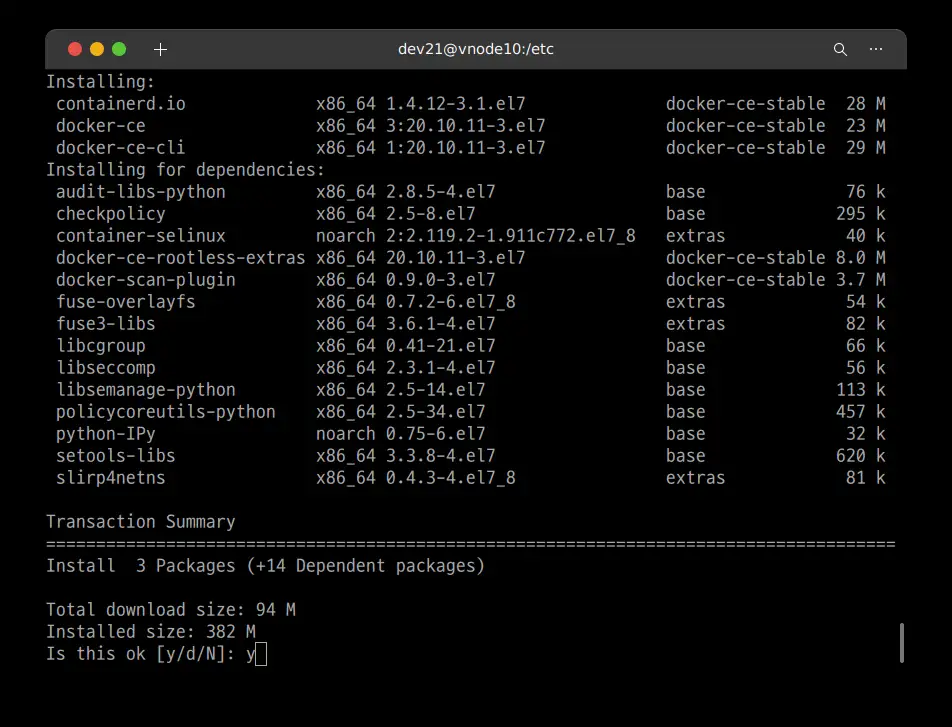 dev21@vnode10:/etc
Installing:
 containerd.io             x86_64 1.4.12-3.1.el7              docker-ce-stable  28 M
 docker-ce                 x86_64 3:20.10.11-3.el7            docker-ce-stable  23 M
 docker-ce-cli             x86_64 1:20.10.11-3.el7            docker-ce-stable  29 M
Installing for dependencies:
 audit-libs-python         x86_64 2.8.5-4.el7                 base              76 k
 checkpolicy               x86_64 2.5-8.el7                   base             295 k
 container-selinux         noarch 2:2.119.2-1.911c772.el7_8   extras            40 k
 docker-ce-rootless-extras x86_64 20.10.11-3.el7              docker-ce-stable 8.0 M
 docker-scan-plugin        x86_64 0.9.0-3.el7                 docker-ce-stable 3.7 M
 fuse-overlayfs            x86_64 0.7.2-6.el7_8               extras            54 k
 fuse3-libs                x86_64 3.6.1-4.el7                 extras            82 k
 libcgroup                 x86_64 0.41-21.el7                 base              66 k
 libseccomp                x86_64 2.3.1-4.el7                 base              56 k
 libsemanage-python        x86_64 2.5-14.el7                  base             113 k
 policycoreutils-python    x86_64 2.5-34.el7                  base             457 k
 python-IPy                noarch 0.75-6.el7                  base              32 k
 setools-libs              x86_64 3.3.8-4.el7                 base             620 k
 slirp4netns               x86_64 0.4.3-4.el7_8               extras            81 k
Transaction Summary
=====================================================================================
Install  3 Packages (+14 Dependent packages)
Total download size: 94 M
Installed size: 382 M
Is this ok [y/d/N]: y